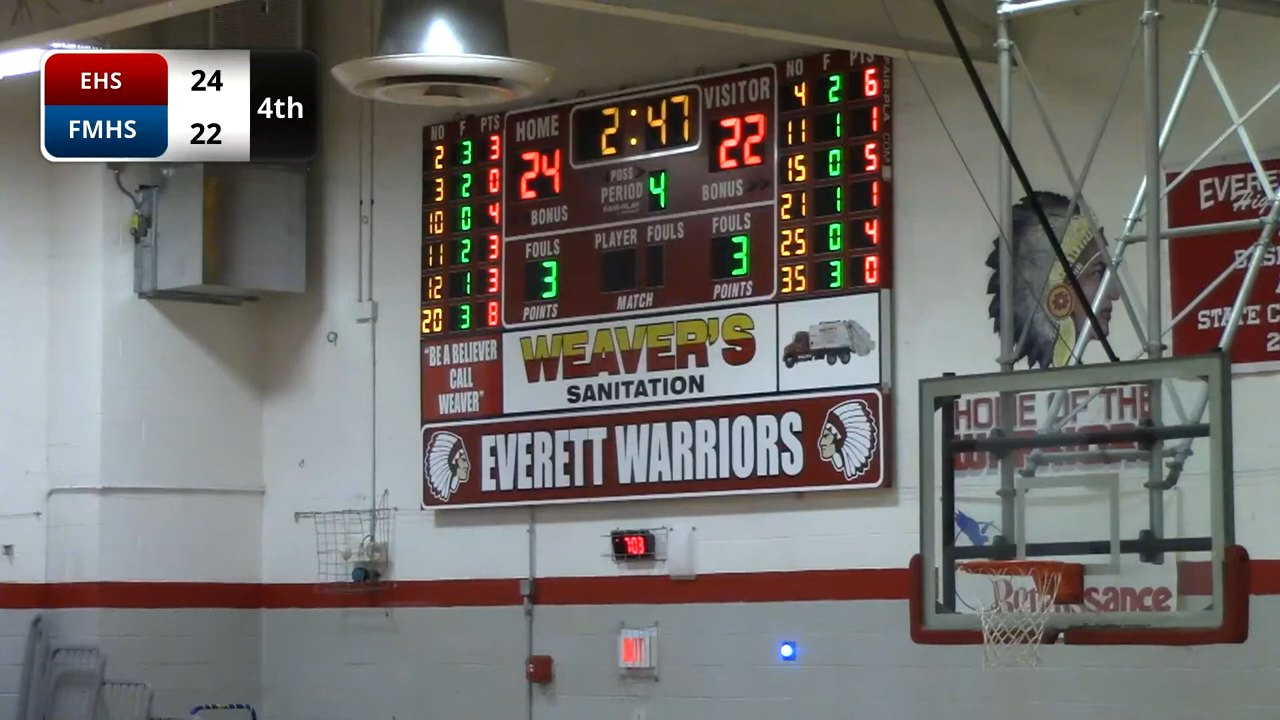 EHS 24 4th
FMHS 22
NO F PTS
2 3 3
3 2 0
10 0 4
11 2 3
12 1 3
20 3 8
HOME 2:47 VISITOR
24 22
POSS
PERIOD 4
BONUS BONUS
FOULS PLAYER FOULS FOULS
3 3
POINTS MATCH POINTS
NO F PTS
4 2 6
11 1 1
15 0 5
21 1 1
25 0 4
35 3 0
"BE A BELIEVER
CALL
WEAVER"
WEAVER'S
SANITATION
EVERETT WARRIORS
7:03
HOME OF THE
WARRIORS
Renaissance
STATE